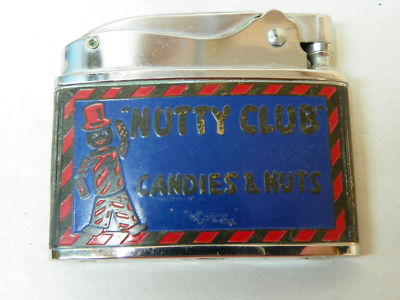 "NUTTY CLUB"
CANDIES & NUTS